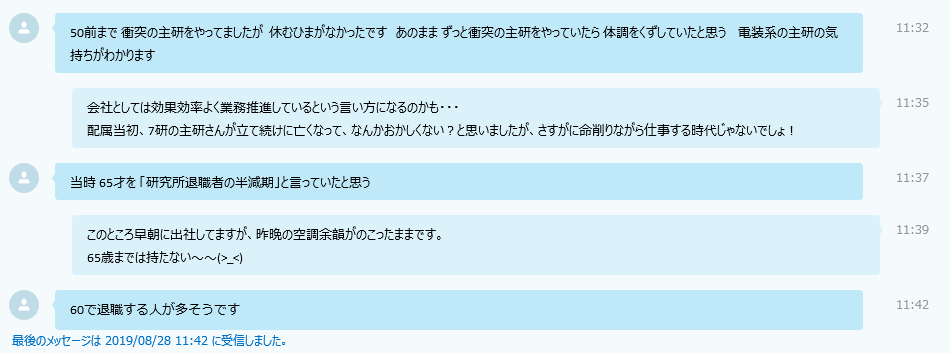 50前まで 衝突の主研をやってましたが 休むひまがなかったです あのまま ずっと衝突の主研をやっていたら 体調をくずしていたと思う 電装系の主研の気
持ちがわかります
11:32
会社としては効果効率よく業務推進しているという言い方になるのかも・・・
配属当初、7研の主研さんが立て続けに亡くなって、なんかおかしくない？と思いましたが、さすがに命削りながら仕事する時代じゃないでしょ！
11:35
当時 65才を「研究所退職者の半減期」と言っていたと思う
11:37
このところ早朝に出社してますが、昨晩の空調余韻がのこったままです。
65歳までは持たない～～(>_<)
11:39
60で退職する人が多そうです
11:42
最後のメッセージは 2019/08/28 11:42 に受信しました。